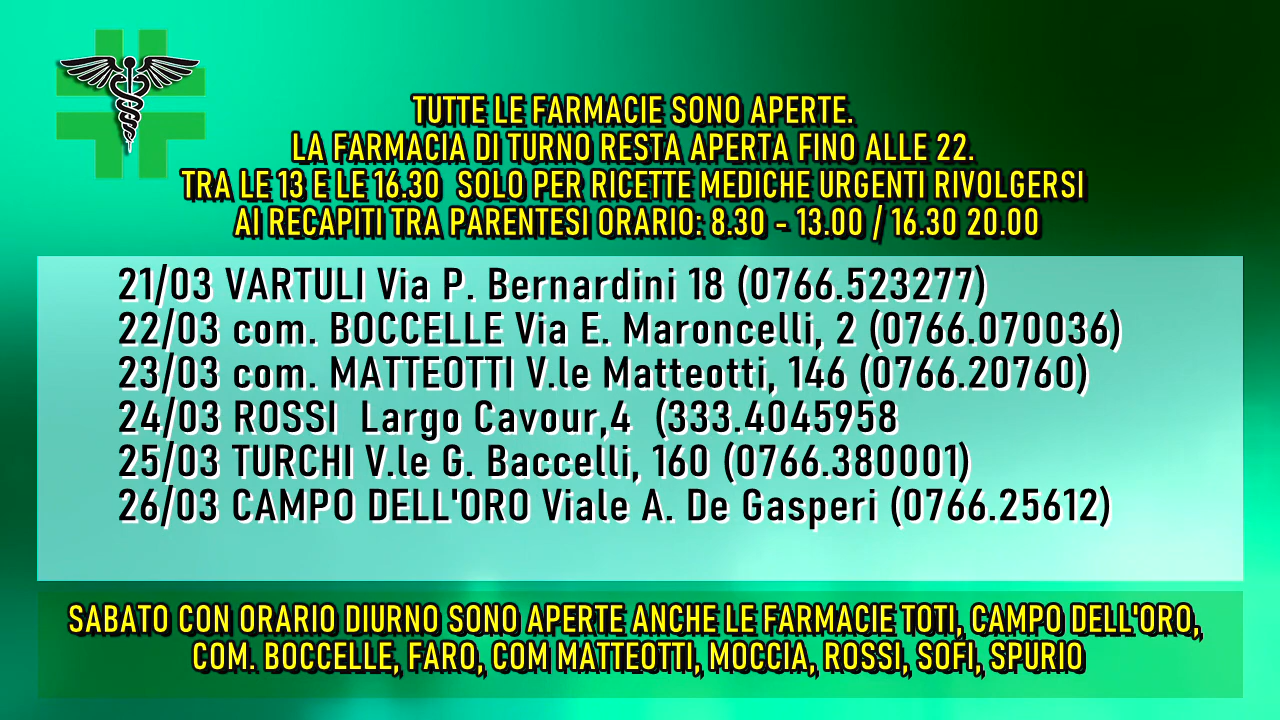 TUTTE LE FARMACIE SONO APERTE.
LA FARMACIA DI TURNO RESTA APERTA FINO ALLE 22.
TRA LE 13 E LE 16.30 SOLO PER RICETTE MEDICHE URGENTI RIVOLGERSI
AI RECAPITI TRA PARENTESI ORARIO: 8.30 - 13.00 / 16.30 20.00
21/03 VARTULI Via P. Bernardini 18 (0766.523277)
22/03 com. BOCCELLE Via E. Maroncelli, 2 (0766.070036)
23/03 com. MATTEOTTI V.le Matteotti, 146 (0766.20760)
24/03 ROSSI Largo Cavour,4 (333.4045958
25/03 TURCHI V.le G. Baccelli, 160 (0766.380001)
26/03 CAMPO DELL'ORO Viale A. De Gasperi (0766.25612)
SABATO CON ORARIO DIURNO SONO APERTE ANCHE LE FARMACIE TOTI, CAMPO DELL'ORO,
COM. BOCCELLE, FARO, COM MATTEOTTI, MOCCIA, ROSSI, SOFI, SPURIO